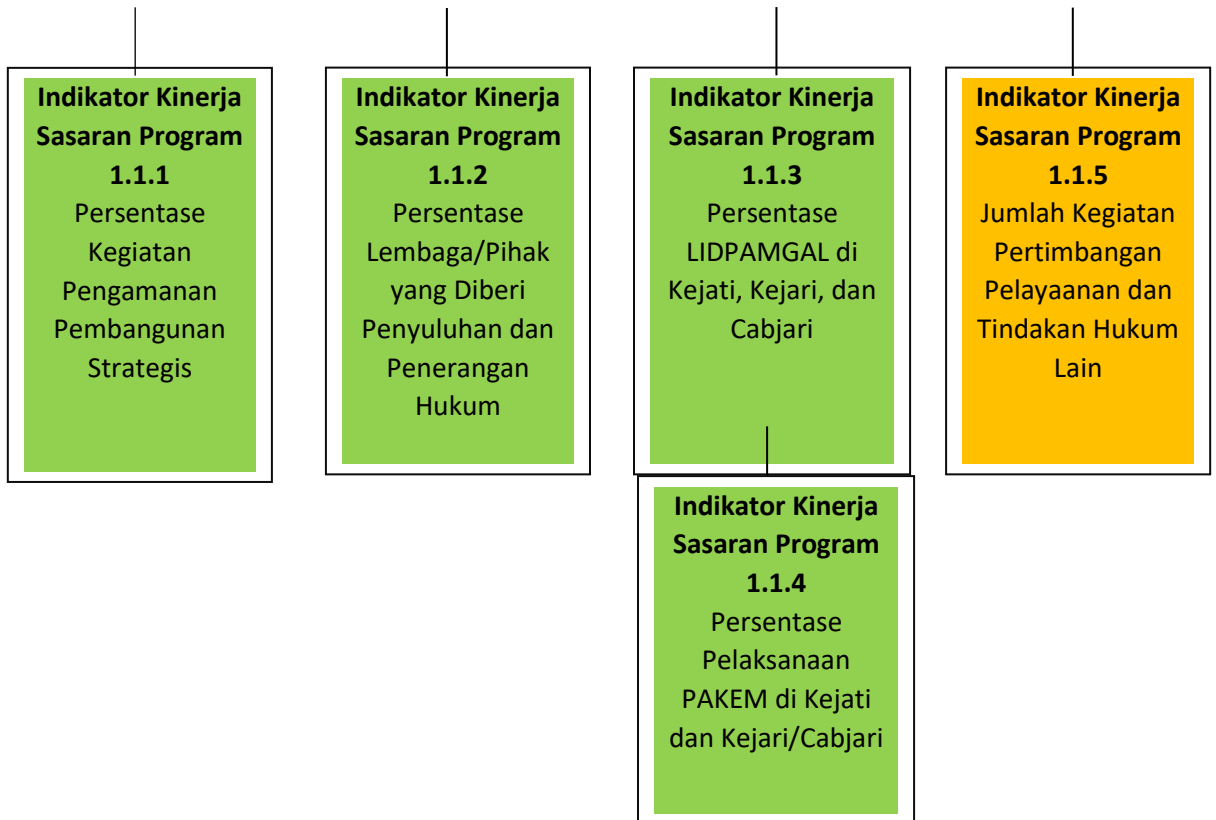 Indikator Kinerja
Sasaran Program
1.1.1
Persentase
Kegiatan
Pengamanan
Pembangunan
Strategis
Indikator Kinerja
Sasaran Program
1.1.2
Persentase
Lembaga/Pihak
yang Diberi
Penyuluhan dan
Penerangan
Hukum
Indikator Kinerja
Sasaran Program
1.1.3
Persentase
LIDPAMGAL di
Kejati, Kejari, dan
Cabjari
Indikator Kinerja
Sasaran Program
1.1.5
Jumlah Kegiatan
Pertimbangan
Pelayaanan dan
Tindakan Hukum
Lain
Indikator Kinerja
Sasaran Program
1.1.4
Persentase
Pelaksanaan
PAKEM di Kejati
dan Kejari/Cabjari